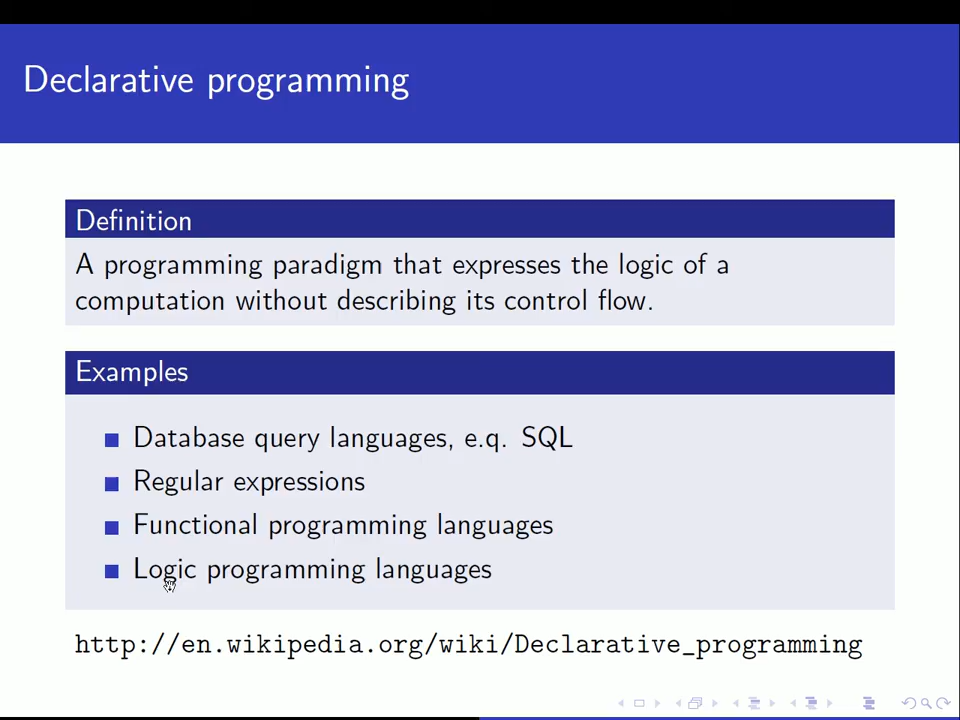 Declarative programming
Definition
A programming paradigm that expresses the logic of a
computation without describing its control flow.
Examples
Database query languages, e.q. SQL
Regular expressions
Functional programming languages
Logic programming languages
http://en.wikipedia.org/wiki/Declarative_programming